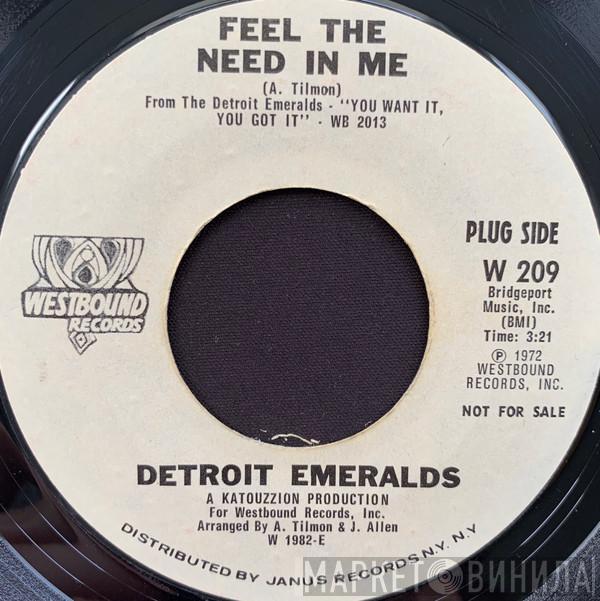 FEEL THE
NEED IN ME
(A. Tilmon)
From The Detroit Emeralds - "YOU WANT IT,
YOU GOT IT" - WB 2013
WESTBOUND
RECORDS
PLUG SIDE
W 209
Bridgeport
Music, Inc.
(BMI)
Time: 3:21
Ⓟ 1972
WESTBOUND
RECORDS, INC.
NOT FOR SALE
DETROIT EMERALDS
A KATOUZZION PRODUCTION
For Westbound Records, Inc.
Arranged By A. Tilmon & J. Allen
W 1982-E
DISTRIBUTED BY JANUS RECORDS N.Y. N.Y
МАРКЕТ ВИНИЛА